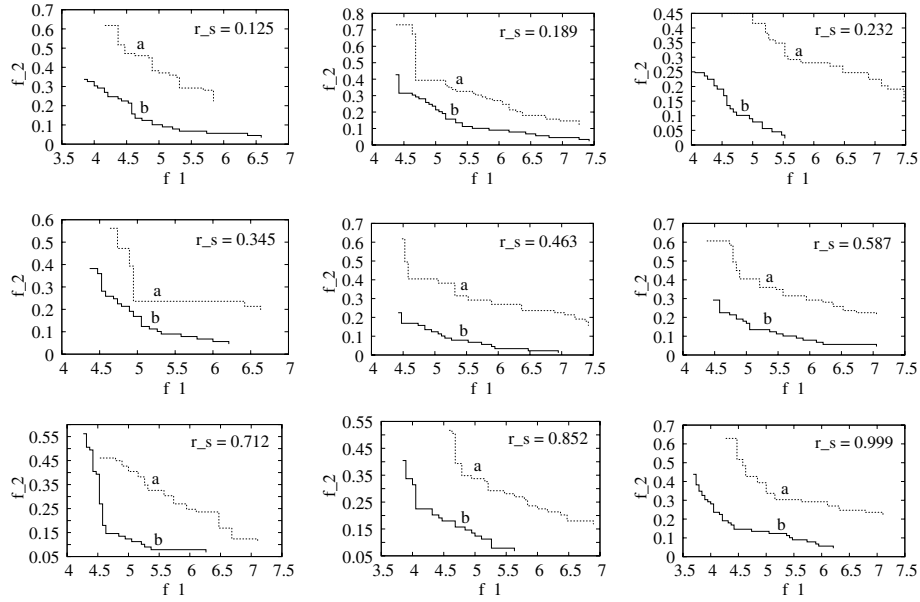 f_2
0.7
0.6
0.5
0.4
0.3
0.2
0.1
0
r_s = 0.125
a
b
3.5 4 4.5 5 5.5 6 6.5 7
f 1
f_2
0.8
0.7
0.6
0.5
0.4
0.3
0.2
0.1
0
r_s = 0.189
a
b
4 4.5 5 5.5 6 6.5 7 7.5
f 1
f_2
0.45
0.4
0.35
0.3
0.25
0.2
0.15
0.1
0.05
0
r_s = 0.232
a
b
4 4.5 5 5.5 6 6.5 7 7.5
f 1
f_2
0.6
0.5
0.4
0.3
0.2
0.1
0
r_s = 0.345
a
b
4 4.5 5 5.5 6 6.5 7
f 1
f_2
0.7
0.6
0.5
0.4
0.3
0.2
0.1
0
r_s = 0.463
a
b
4 4.5 5 5.5 6 6.5 7 7.5
f 1
f_2
0.7
0.6
0.5
0.4
0.3
0.2
0.1
0
r_s = 0.587
a
b
4 4.5 5 5.5 6 6.5 7 7.5
f 1
f_2
0.55
0.45
0.35
0.25
0.15
0.05
r_s = 0.712
a
b
4 4.5 5 5.5 6 6.5 7 7.5
f 1
f_2
0.55
0.45
0.35
0.25
0.15
0.05
r_s = 0.852
a
b
3.5 4 4.5 5 5.5 6 6.5 7
f 1
f_2
0.7
0.6
0.5
0.4
0.3
0.2
0.1
0
r_s = 0.999
a
b
3.5 4 4.5 5 5.5 6 6.5 7 7.5
f 1